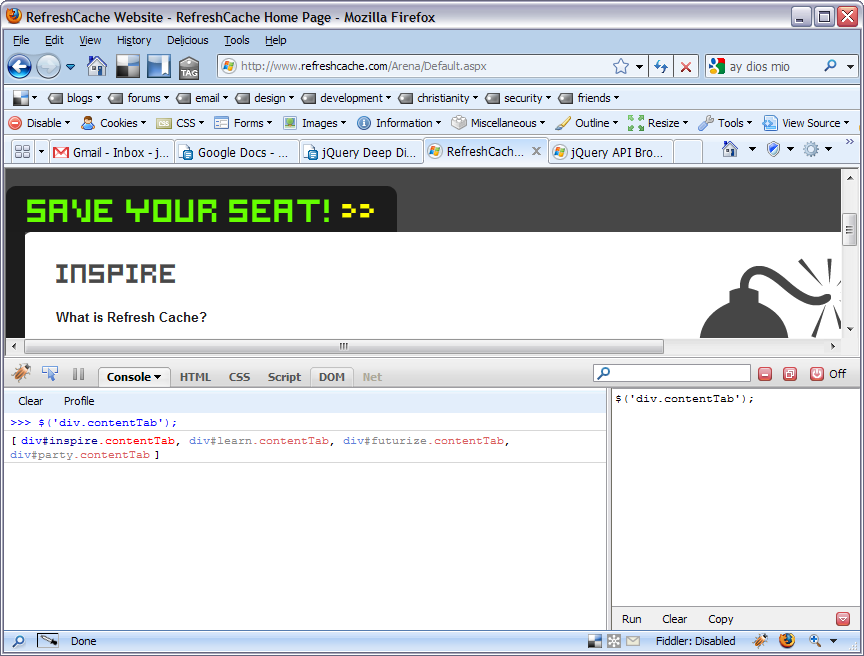 RefreshCache Website - RefreshCache Home Page - Mozilla Firefox
File Edit View History Delicious Tools Help
TAG http://www.refreshcache.com/Arena/Default.aspx ay dios mio
blogs forums email design development christianity security friends
Disable Cookies CSS Forms Images Information Miscellaneous Outline Resize Tools View Source
Gmail - Inbox - j... Google Docs - ... jQuery Deep Di... RefreshCach... jQuery API Bro...
SAVE YOUR SEAT! >>
INSPIRE
What is Refresh Cache?
Console HTML CSS Script DOM Net Off
Clear Profile
>>> $('div.contentTab');
[ div#inspire.contentTab, div#learn.contentTab, div#futurize.contentTab,
div#party.contentTab ]
$('div.contentTab');
Run Clear Copy
Done Fiddler: Disabled